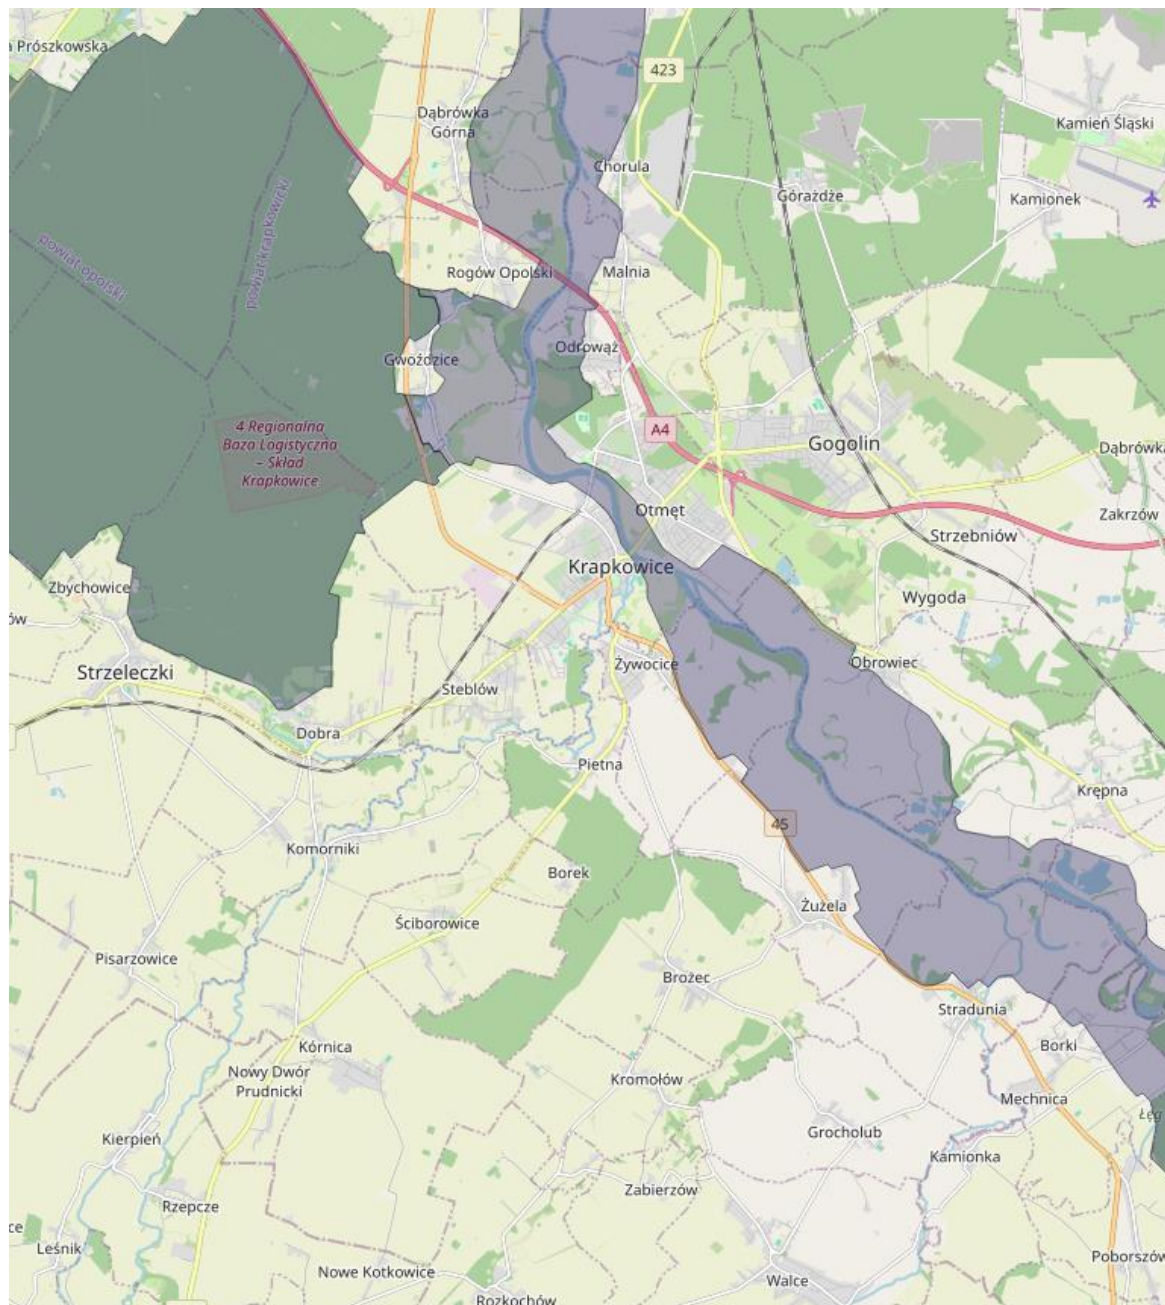 a Prószkowska
423
Dąbrówka
Górna
Kamień Śląski
Chorula
Górażdże
Kamionek
powiat opolski
powiat krapkowicki
Rogów Opolski
Malnia
Odrowąż
Gwoździce
4 Regionalna
Baza Logistyczna
– Skład
Krapkowice
A4
Gogolin
Dąbrówka
Otmęt
Zakrzów
Strzebniów
Krapkowice
Zbychowice
Wygoda
ów
Strzeleczki
Żywocice
Obrowiec
Steblów
Dobra
Pietna
Krępna
45
Komorniki
Borek
Żużela
Ściborowice
Pisarzowice
Brożec
Stradunia
Kórnica
Borki
Nowy Dwór
Prudnicki
Kromołów
Mechnica
Łęg
Kierpień
Grocholub
Kamionka
Zabierzów
Rzepcze
ce
Leśnik
Nowe Kotkowice
Walce
Poborszów
Rozkochów